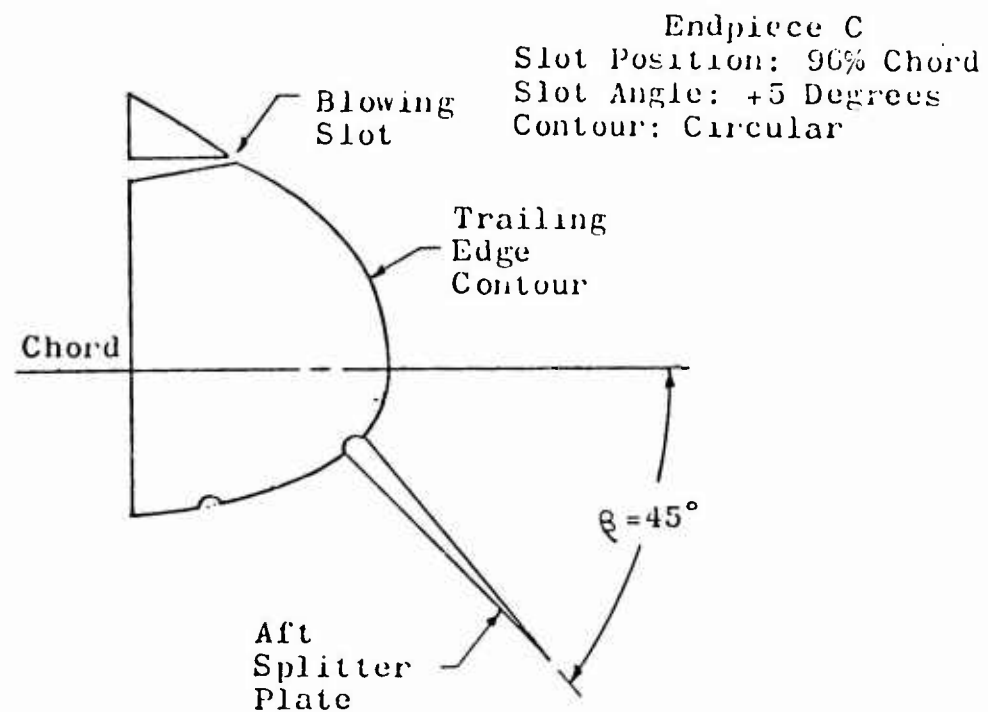 Endpiece C
Slot Position: 96% Chord
Slot Angle: +5 Degrees
Contour: Circular
Blowing
Slot
Trailing
Edge
Contour
Chord
β=45°
Aft
Splitter
Plate